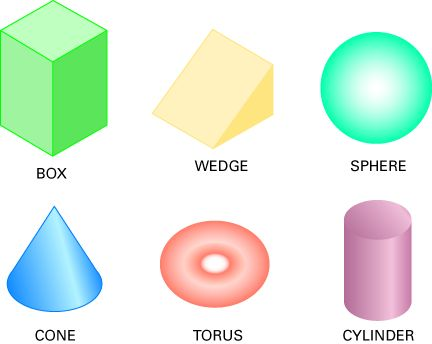 BOX
WEDGE
SPHERE
CONE
TORUS
CYLINDER